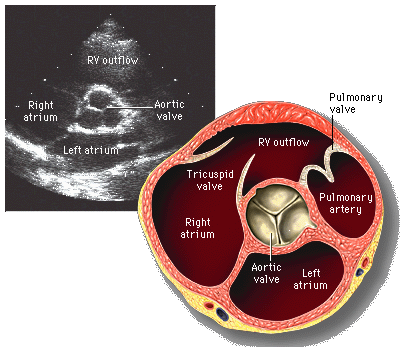 RV outflow
Right
atrium
Aortic
valve
Left atrium
Pulmonary
valve
RV outflow
Tricuspid
valve
Pulmonary
artery
Right
atrium
Aortic
valve
Left
atrium